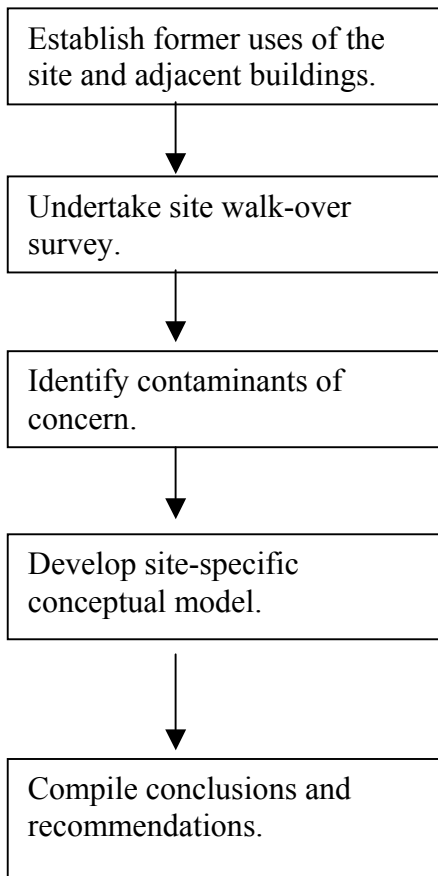 Establish former uses of the
site and adjacent buildings.
Undertake site walk-over
survey.
Identify contaminants of
concern.
Develop site-specific
conceptual model.
Compile conclusions and
recommendations.